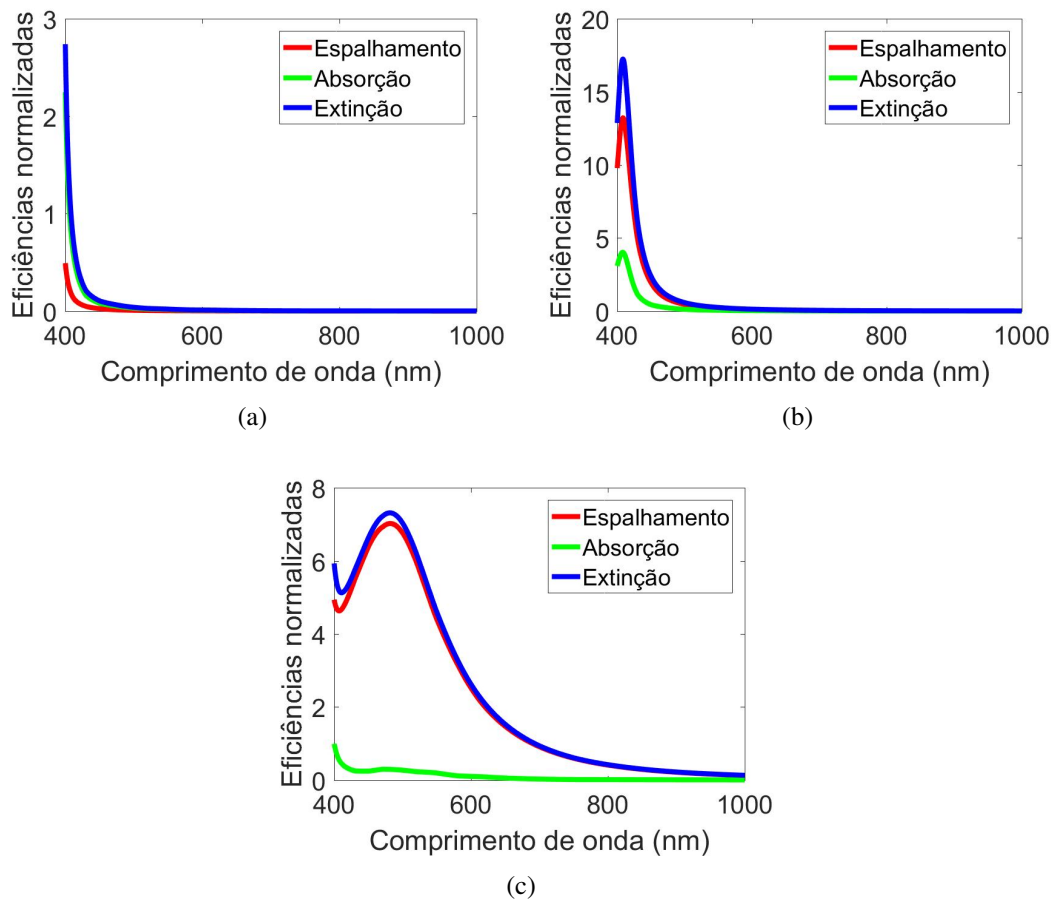 Eficiências normalizadas
3
2
1
0
400
600
800
1000
Comprimento de onda (nm)
Espalhamento
Absorção
Extinção
(a)
Eficiências normalizadas
20
15
10
5
0
400
600
800
1000
Comprimento de onda (nm)
Espalhamento
Absorção
Extinção
(b)
Eficiências normalizadas
8
6
4
2
0
400
600
800
1000
Comprimento de onda (nm)
Espalhamento
Absorção
Extinção
(c)